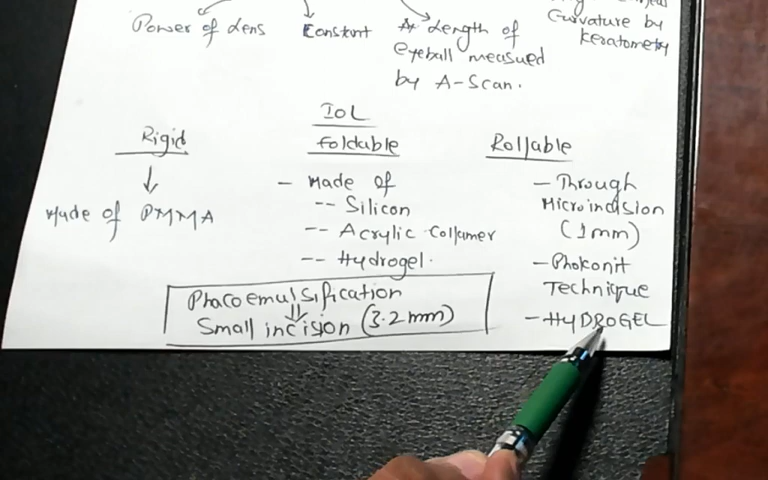 Curvature by
Power of Lens
Constant
Length of
keratometry
eyeball measured
by A-Scan.
IOL
Rigid
foldable
Rollable
Made of PMMA
- Made of
-- Silicon
-- Acrylic Collamer
-- Hydrogel.
- Through
Microincision
(1mm)
- Phokonit
Technique
- HYDROGEL
Phacoemulsification
Small incision (3.2mm)